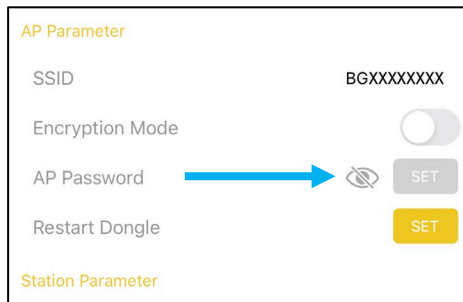 AP Parameter
SSID BGXXXXXXXX
Encryption Mode
AP Password SET
Restart Dongle SET
Station Parameter